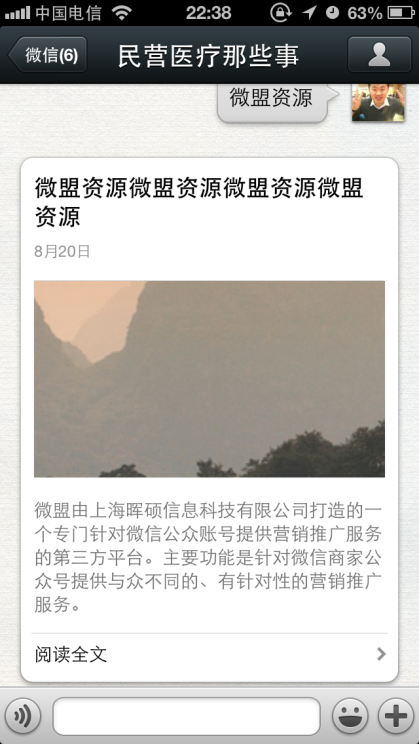 中国电信 22:38 63%
微信(6) 民营医疗那些事
微盟资源
微盟资源微盟资源微盟资源微盟
资源
8月20日
微盟由上海晖硕信息科技有限公司打造的一
个专门针对微信公众账号提供营销推广服务
的第三方平台。主要功能是针对微信商家公
众号提供与众不同的、有针对性的营销推广
服务。
阅读全文